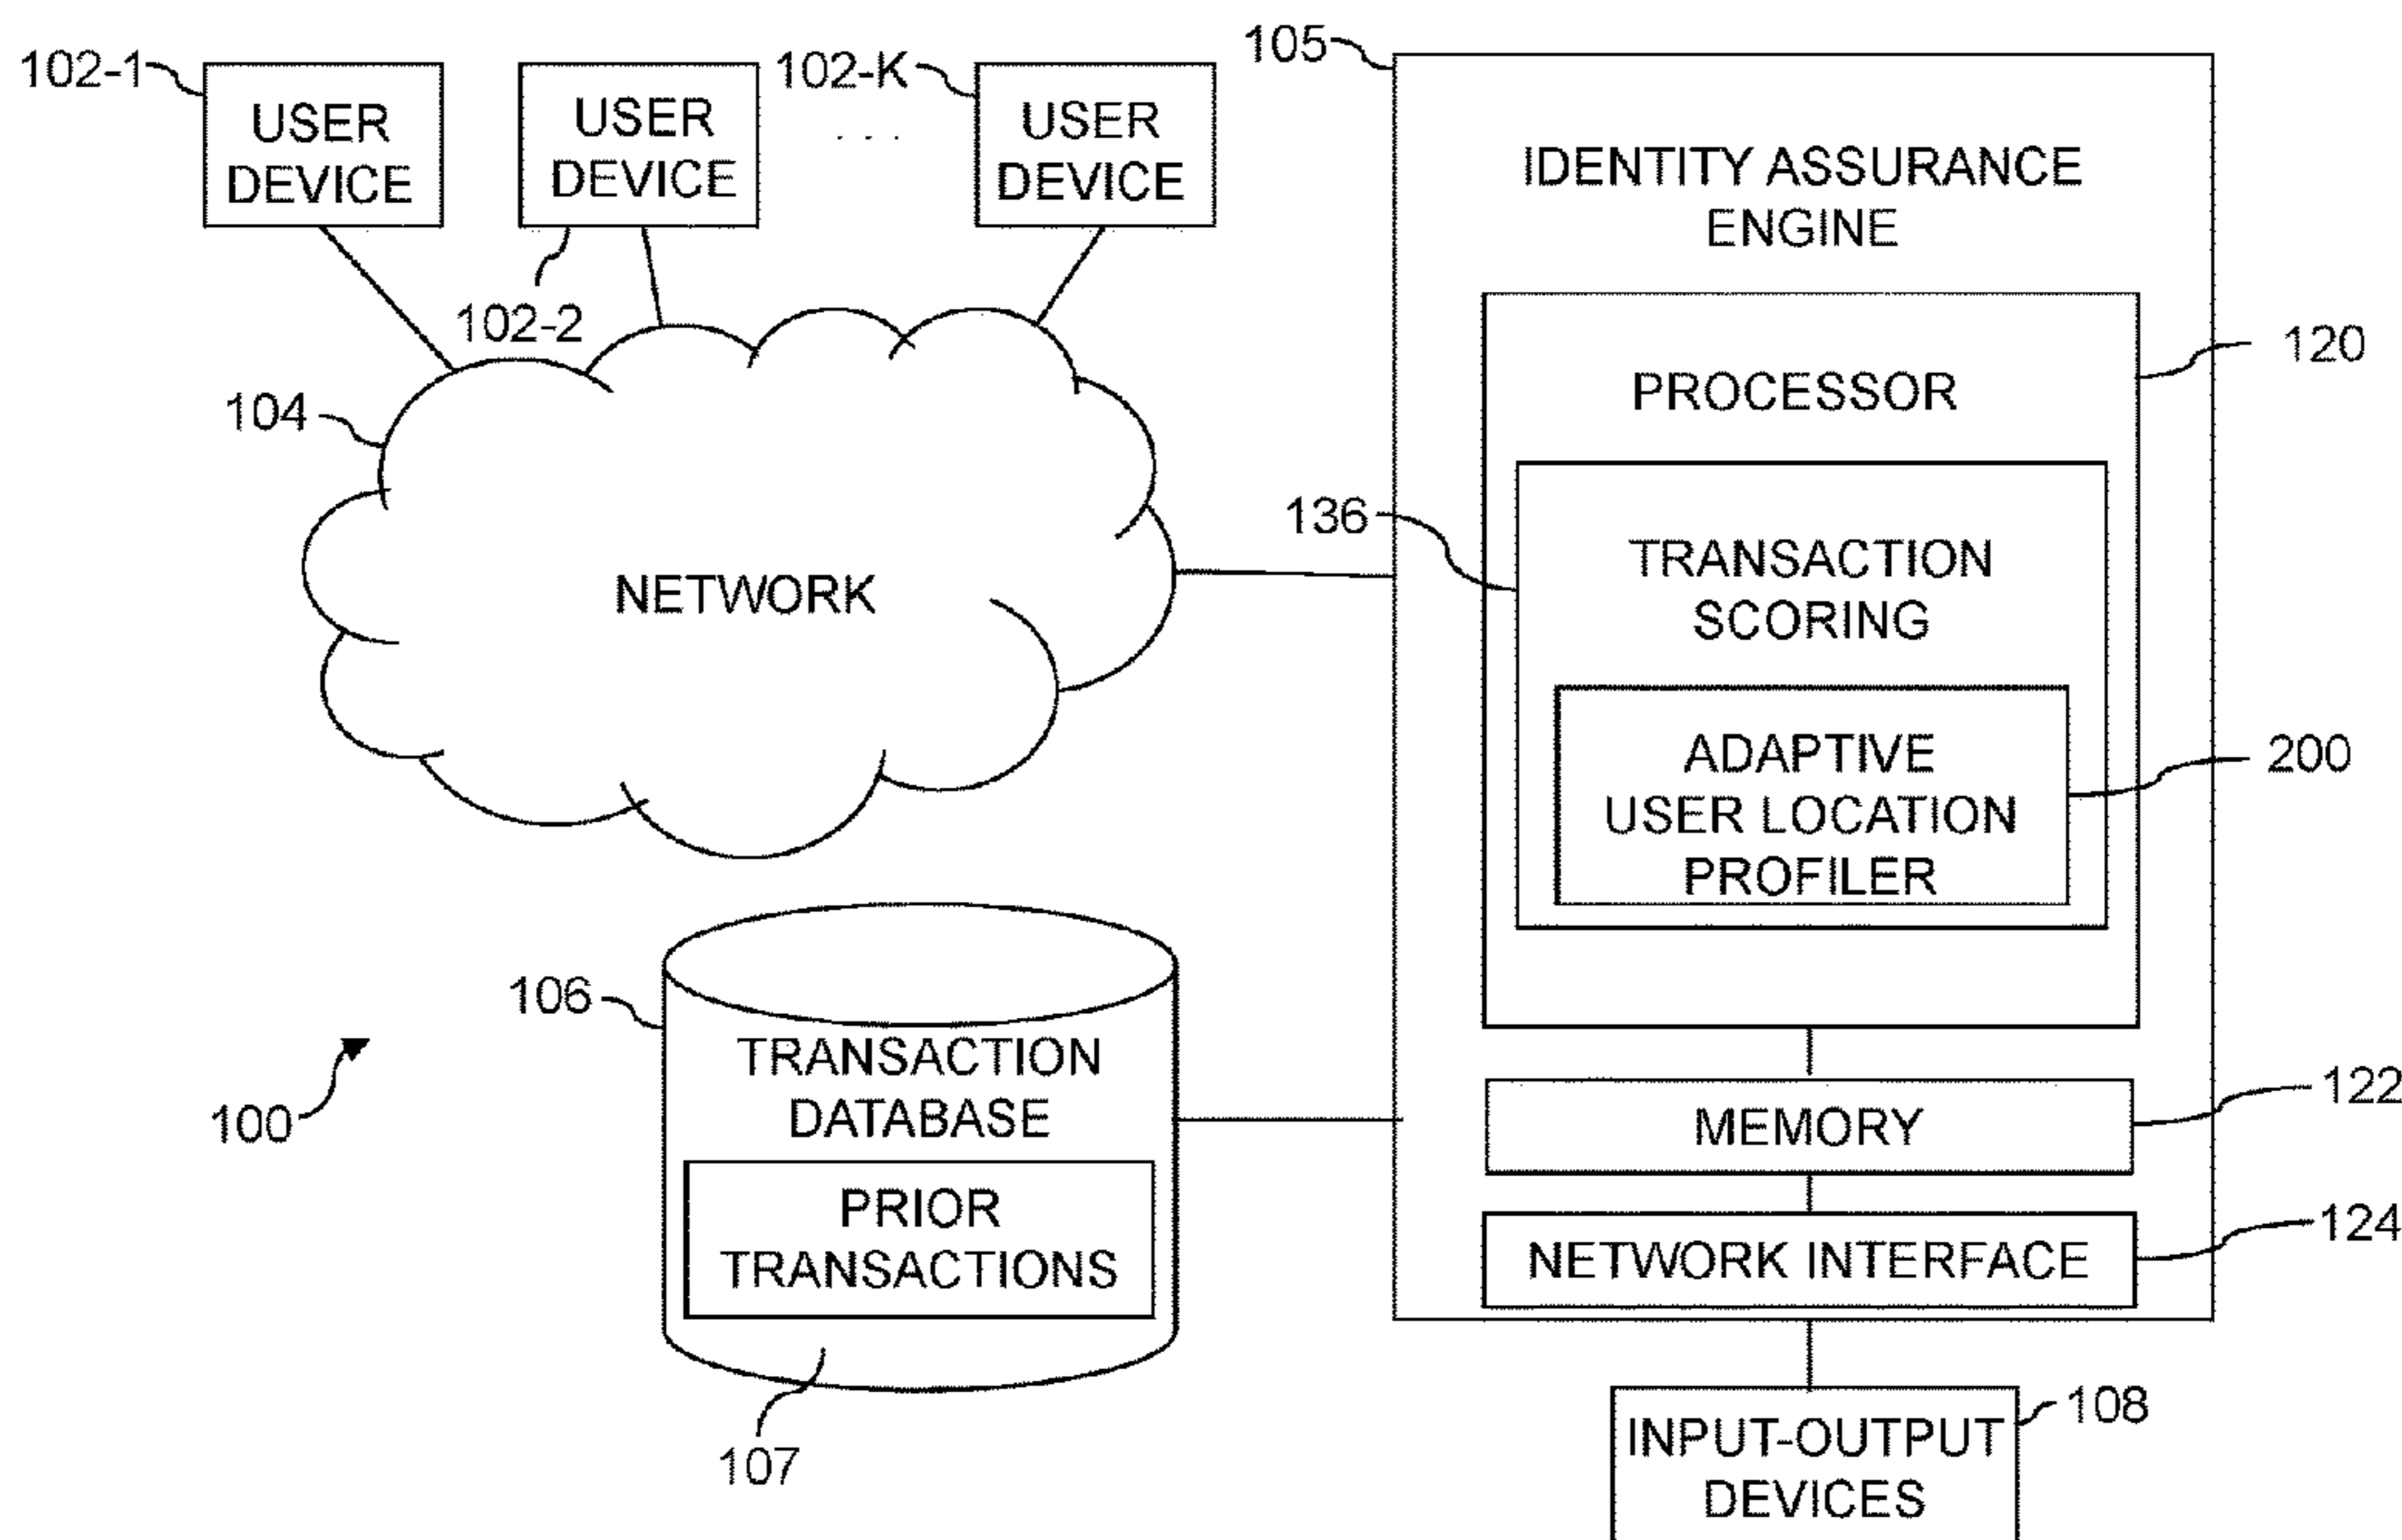 102-1
USER
DEVICE
USER
DEVICE
102-2
102-K
. . .
USER
DEVICE
104
NETWORK
105
IDENTITY ASSURANCE
ENGINE
120
PROCESSOR
136
TRANSACTION
SCORING
ADAPTIVE
USER LOCATION
PROFILER
200
106
TRANSACTION
DATABASE
PRIOR
TRANSACTIONS
107
100
MEMORY
122
NETWORK INTERFACE
124
INPUT-OUTPUT
DEVICES
108